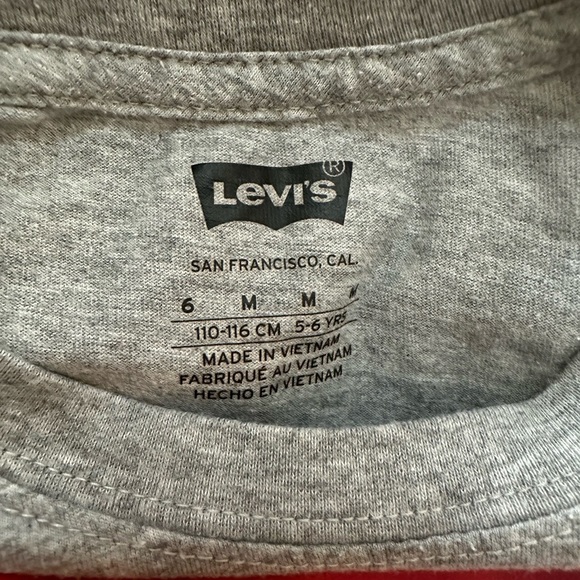 LEVI'S®
SAN FRANCISCO, CAL.
6 M M M
110-116 CM 5-6 YRS
MADE IN VIETNAM
FABRIQUÉ AU VIETNAM
HECHO EN VIETNAM